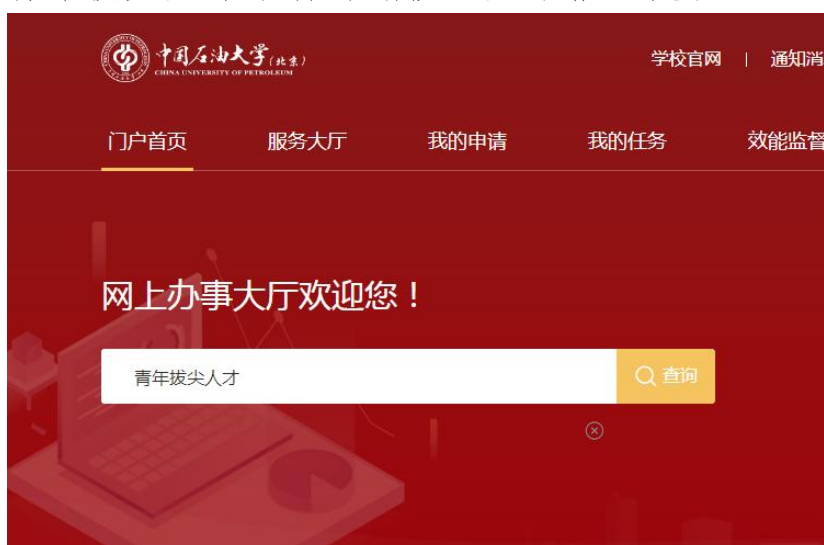 中国石油大学(北京)
CHINA UNIVERSITY OF PETROLEUM
学校官网 | 通知消
门户首页 服务大厅 我的申请 我的任务 效能监督
网上办事大厅欢迎您！
青年拔尖人才 查询